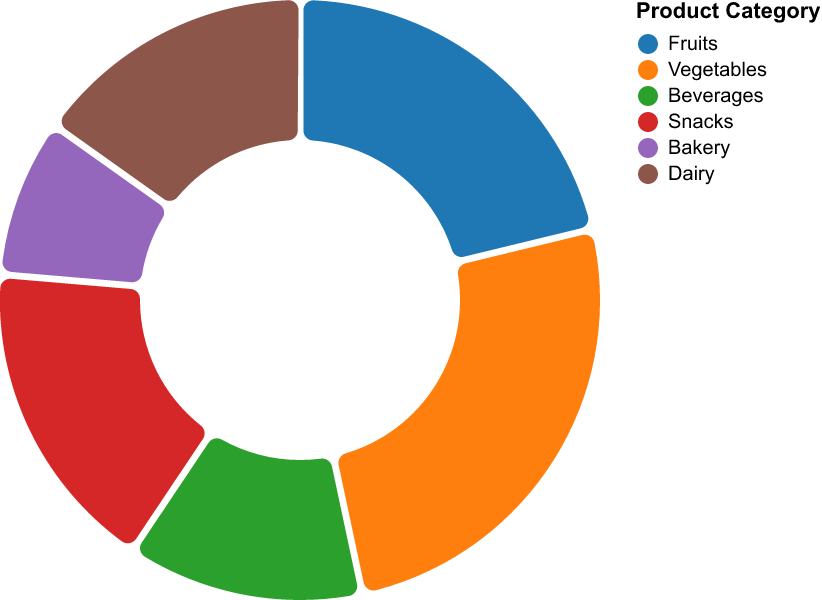 Product Category
Fruits
Vegetables
Beverages
Snacks
Bakery
Dairy